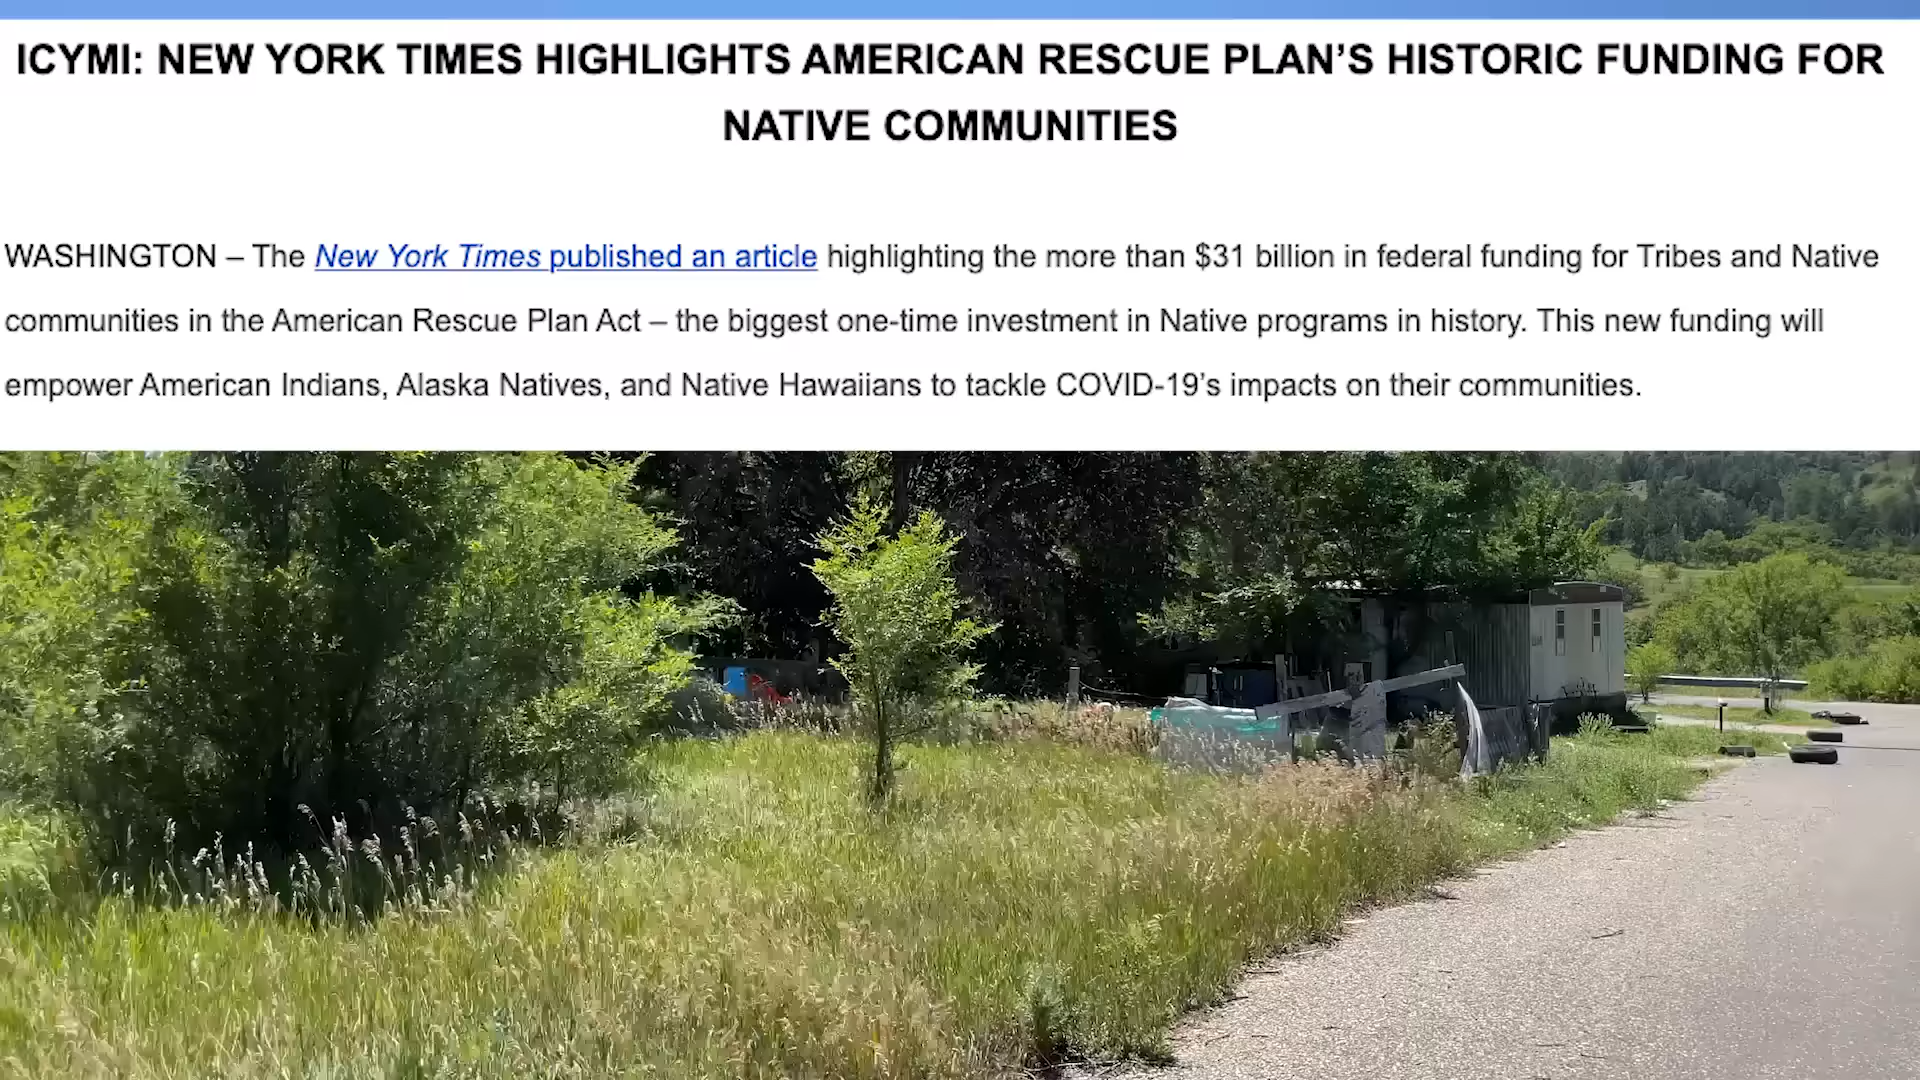 ICYMI: NEW YORK TIMES HIGHLIGHTS AMERICAN RESCUE PLAN’S HISTORIC FUNDING FOR
NATIVE COMMUNITIES
WASHINGTON – The New York Times published an article highlighting the more than $31 billion in federal funding for Tribes and Native
communities in the American Rescue Plan Act – the biggest one-time investment in Native programs in history. This new funding will
empower American Indians, Alaska Natives, and Native Hawaiians to tackle COVID-19’s impacts on their communities.